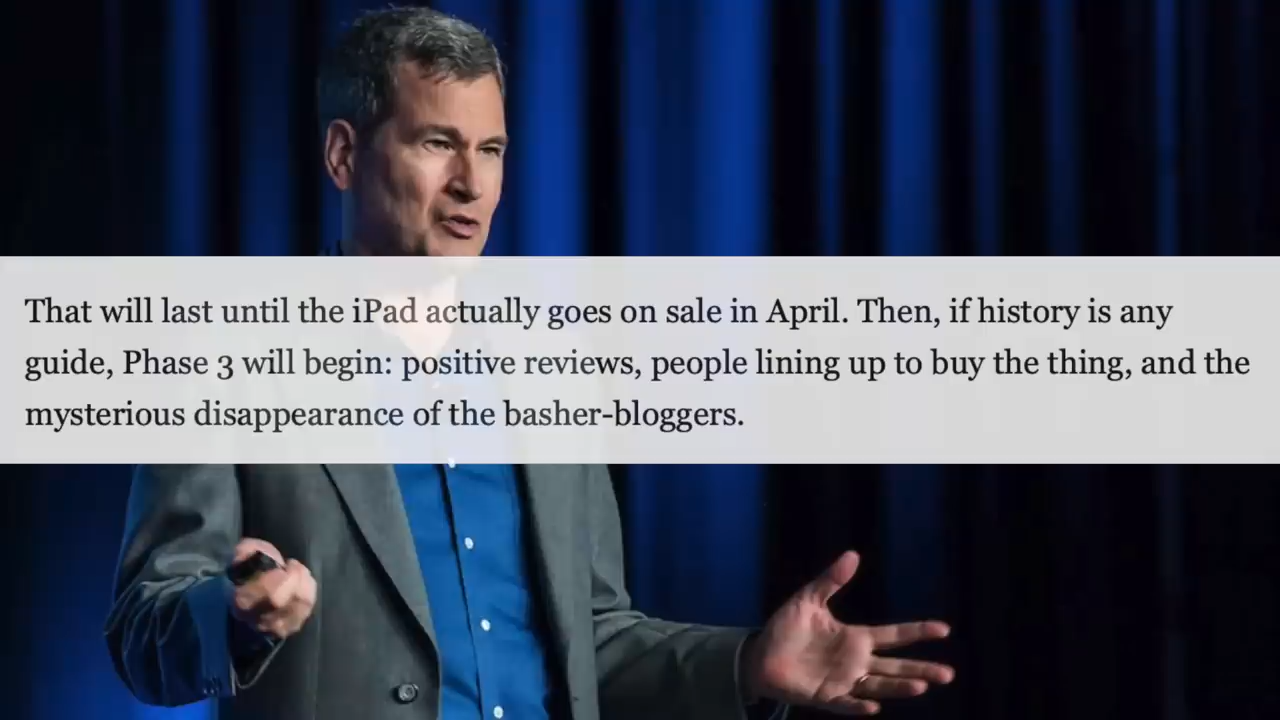 That will last until the iPad actually goes on sale in April. Then, if history is any
guide, Phase 3 will begin: positive reviews, people lining up to buy the thing, and the
mysterious disappearance of the basher-bloggers.